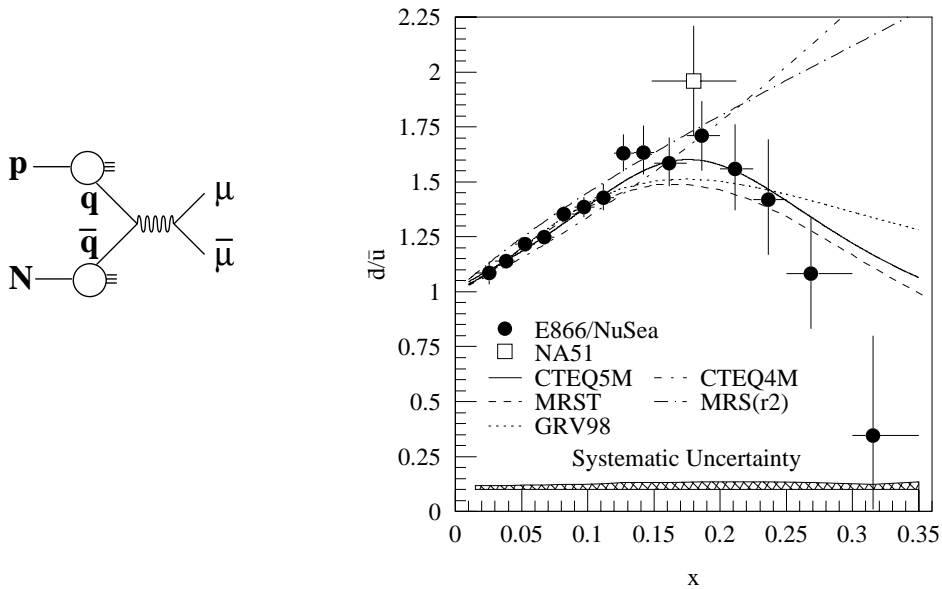 p
q
q̄
N
μ
μ̄
d̄/ū
2.25
2
1.75
1.5
1.25
1
0.75
0.5
0.25
0
E866/NuSea
NA51
CTEQ5M CTEQ4M
MRST MRS(r2)
GRV98
Systematic Uncertainty
0 0.05 0.1 0.15 0.2 0.25 0.3 0.35
x